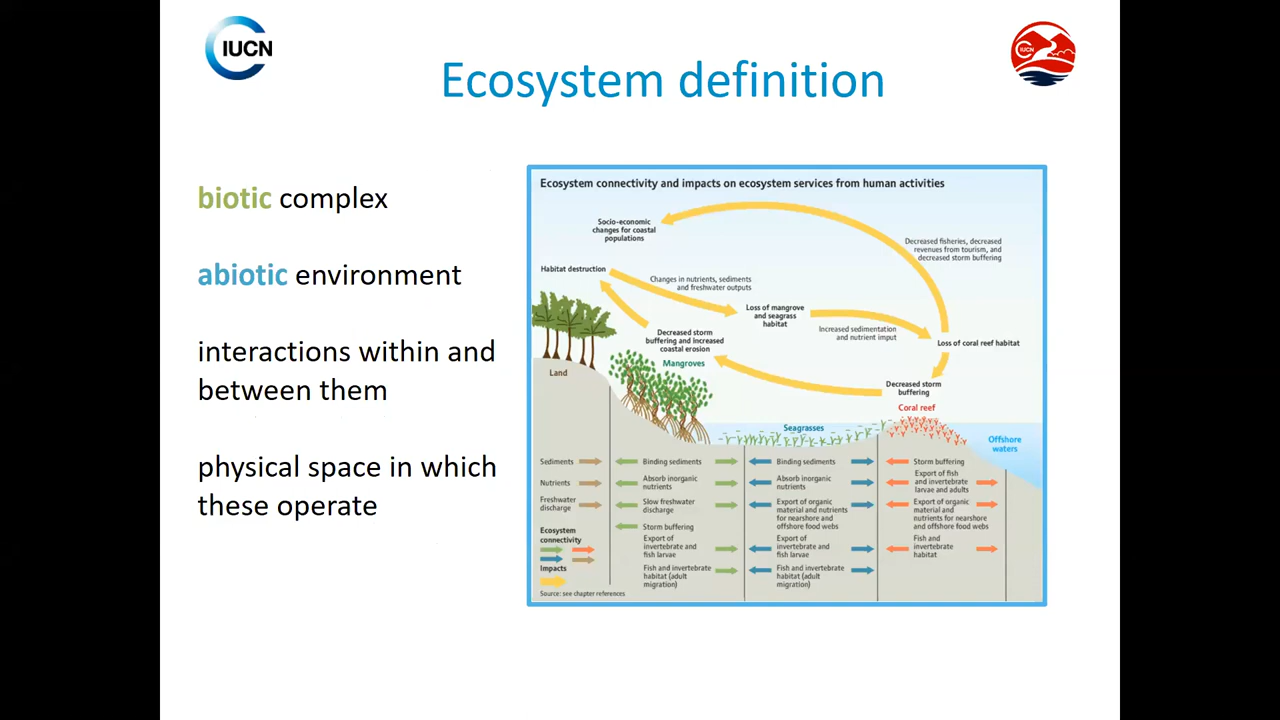 IUCN
IUCN
Ecosystem definition
biotic complex
abiotic environment
interactions within and
between them
physical space in which
these operate
Ecosystem connectivity and impacts on ecosystem services from human activities
Socio-economic
changes for coastal
populations
Decreased fisheries, decreased
revenues from tourism, and
decreased storm buffering
Habitat destruction
Changes in nutrients, sediments
and freshwater outputs
Loss of mangrove
and seagrass
habitat
Increased sedimentation
and nutrient imput
Loss of coral reef habitat
Decreased storm
buffering and increased
coastal erosion
Mangroves
Land
Decreased storm
buffering
Coral reef
Seagrasses
Offshore
waters
Sediments
Nutrients
Freshwater
discharge
Binding sediments
Absorb inorganic
nutrients
Slow freshwater
discharge
Storm buffering
Export of
invertebrate and
fish larvae
Fish and invertebrate
habitat (adult
migration)
Binding sediments
Absorb inorganic
nutrients
Export of organic
material and nutrients
for nearshore and
offshore food webs
Export of
invertebrate and
fish larvae
Fish and invertebrate
habitat (adult
migration)
Storm buffering
Export of fish
and invertebrate
larvae and adults
Export of organic
material and
nutrients for nearshore
and offshore food webs
Fish and
invertebrate
habitat
Ecosystem
connectivity
Impacts
Source: see chapter references